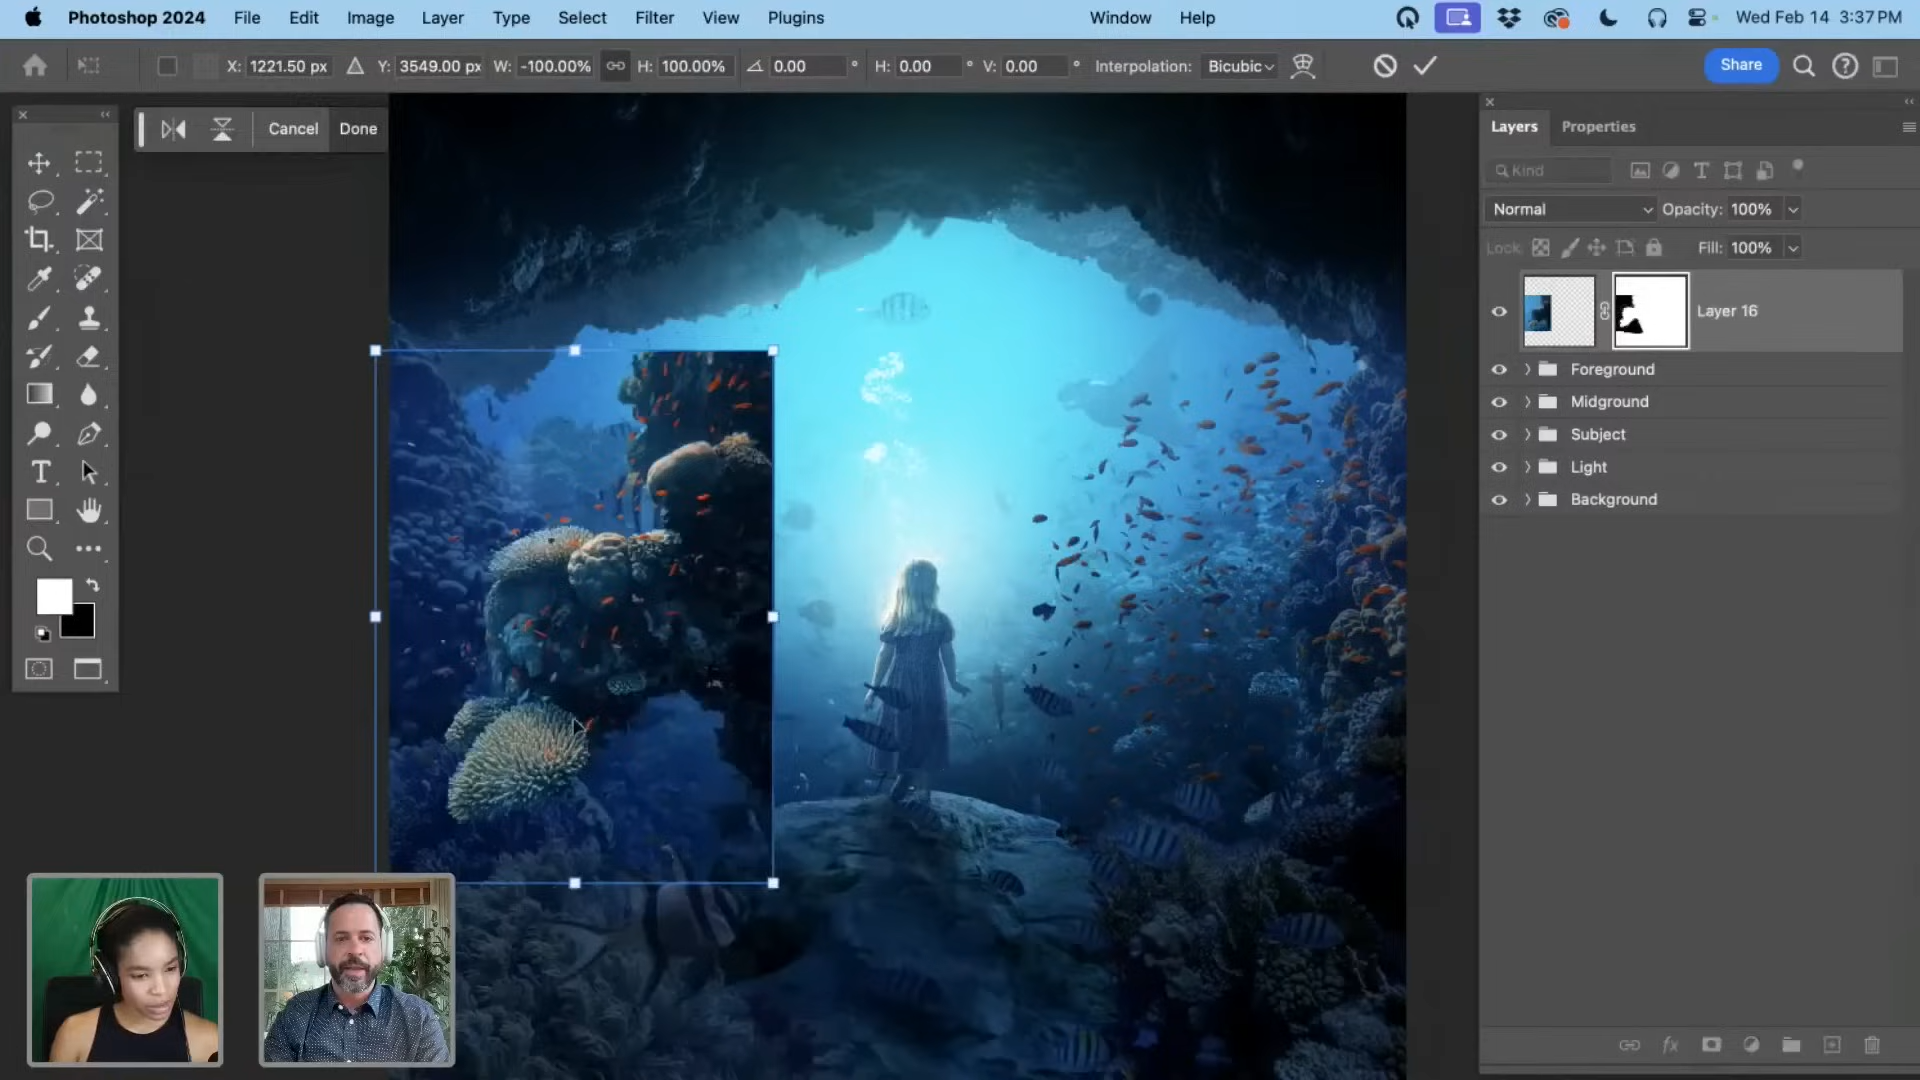 Photoshop 2024 File Edit Image Layer Type Select Filter View Plugins Window Help Wed Feb 14 3:37 PM
X: 1221.50 px Y: 3549.00 px W: -100.00% H: 100.00% 0.00 ° H: 0.00 ° V: 0.00 ° Interpolation: Bicubic Share
Cancel Done
Layers Properties
Kind
Normal Opacity: 100%
Lock: Fill: 100%
Layer 16
Foreground
Midground
Subject
Light
Background